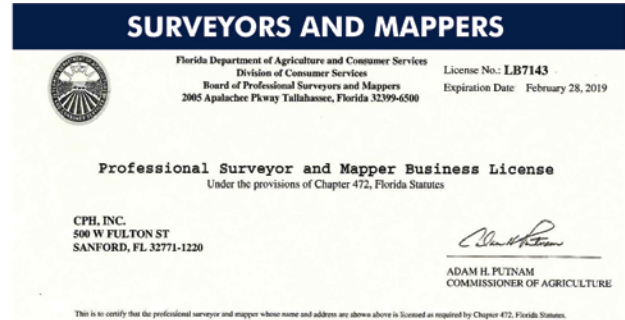 SURVEYORS AND MAPPERS
Florida Department of Agriculture and Consumer Services
Division of Consumer Services
Board of Professional Surveyors and Mappers
2005 Apalachee Pkway Tallahassee, Florida 32399-6500
License No.: LB7143
Expiration Date February 28, 2019
Professional Surveyor and Mapper Business License
Under the provisions of Chapter 472, Florida Statutes
CPH, INC.
500 W FULTON ST
SANFORD, FL 32771-1220
ADAM H. PUTNAM
COMMISSIONER OF AGRICULTURE
This is to certify that the professional surveyor and mapper whose name and address are shown above is licensed as required by Chapter 472, Florida Statutes.